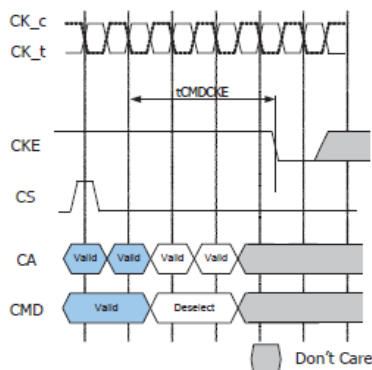 CK_c
CK_t
tCMDCKE
CKE
CS
CA Valid Valid Valid Valid
CMD Valid Deselect
Don't Care